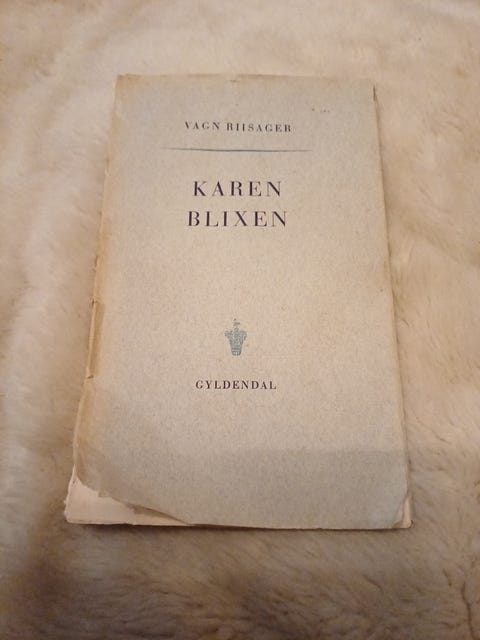 VAGN RIISAGER
KAREN
BLIXEN
GYLDENDAL